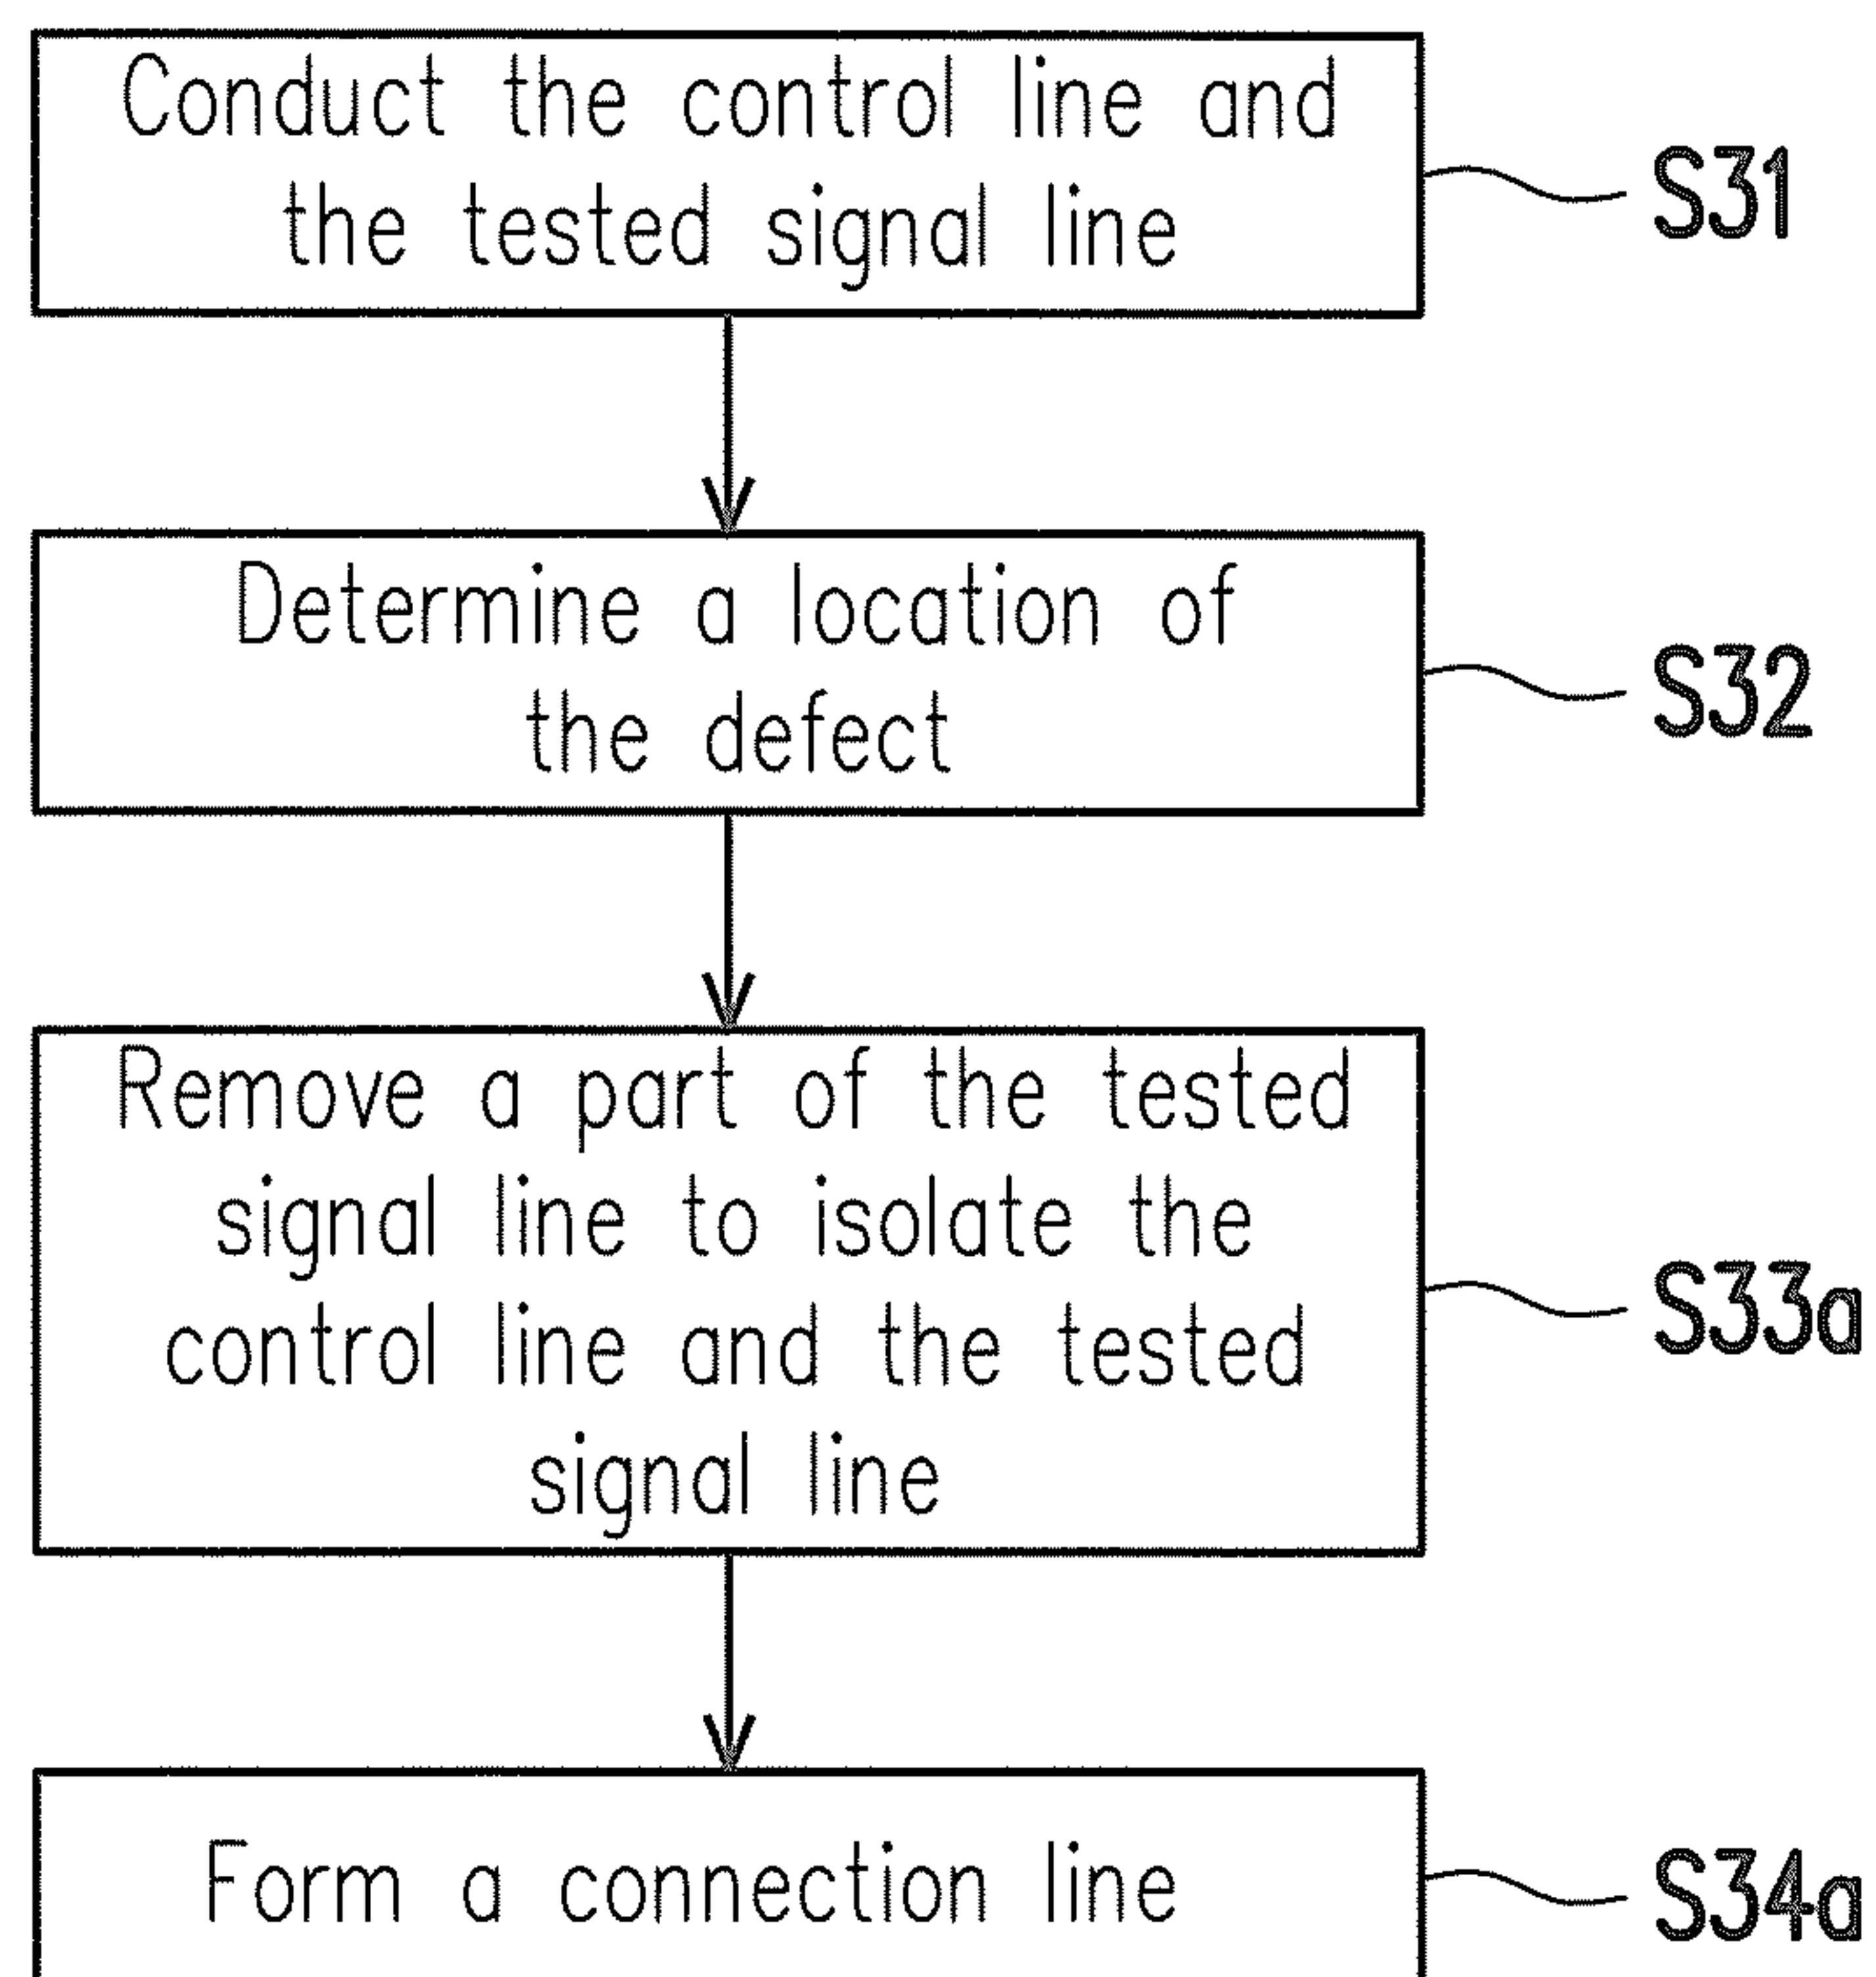 Conduct the control line and
the tested signal line
S31
Determine a location of
the defect
S32
Remove a part of the tested
signal line to isolate the
control line and the tested
signal line
S33a
Form a connection line
S34a